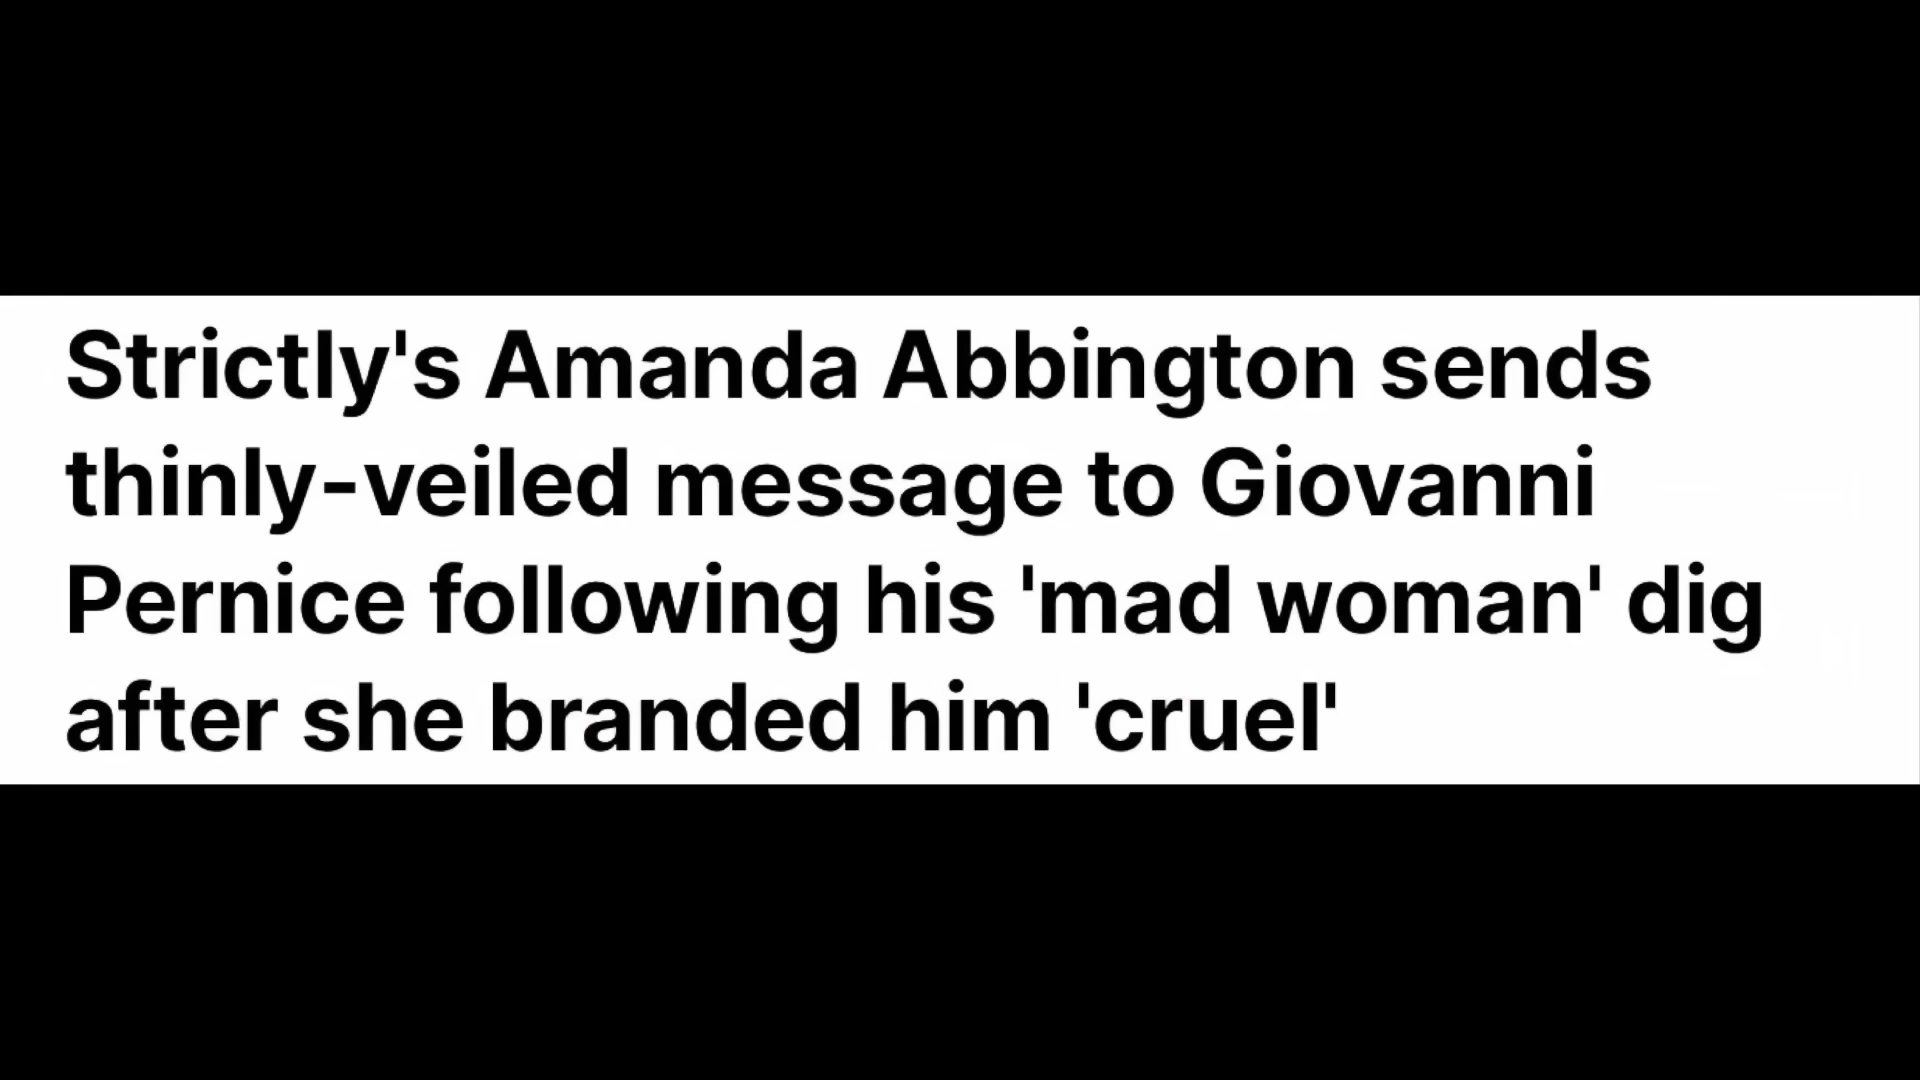 Strictly's Amanda Abbington sends
thinly-veiled message to Giovanni
Pernice following his 'mad woman' dig
after she branded him 'cruel'